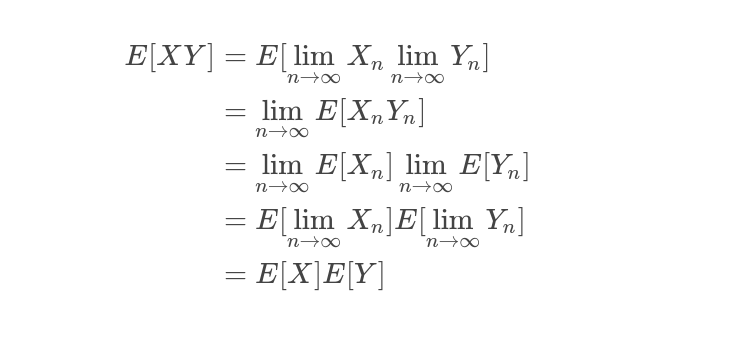 E[XY] = E[lim_{n→∞} X_n lim_{n→∞} Y_n]
= lim_{n→∞} E[X_n Y_n]
= lim_{n→∞} E[X_n] lim_{n→∞} E[Y_n]
= E[lim_{n→∞} X_n]E[lim_{n→∞} Y_n]
= E[X]E[Y]